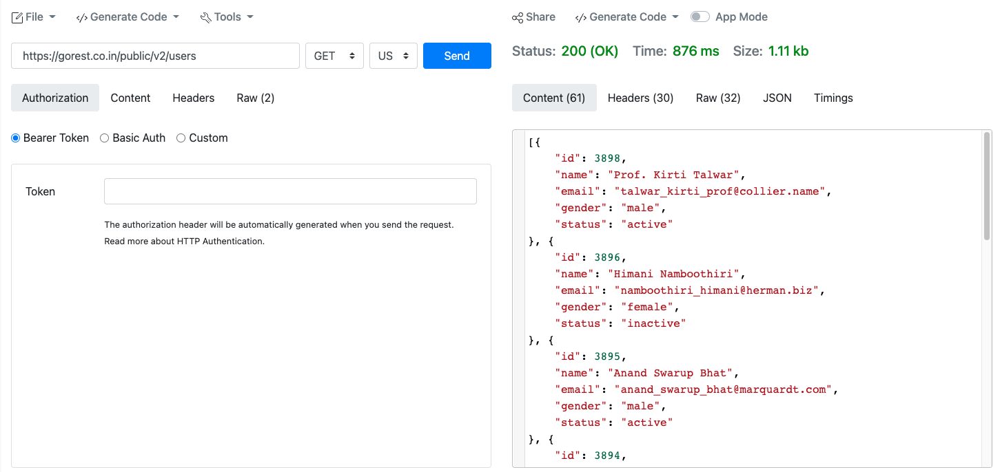 File Generate Code Tools
https://gorest.co.in/public/v2/users GET US Send
Authorization Content Headers Raw (2)
Bearer Token Basic Auth Custom
Token
The authorization header will be automatically generated when you send the request.
Read more about HTTP Authentication.
Share Generate Code App Mode
Status: 200 (OK) Time: 876 ms Size: 1.11 kb
Content (61) Headers (30) Raw (32) JSON Timings
[{
    "id": 3898,
    "name": "Prof. Kirti Talwar",
    "email": "talwar_kirti_prof@collier.name",
    "gender": "male",
    "status": "active"
}, {
    "id": 3896,
    "name": "Himani Namboothiri",
    "email": "namboothiri_himani@herman.biz",
    "gender": "female",
    "status": "inactive"
}, {
    "id": 3895,
    "name": "Anand Swarup Bhat",
    "email": "anand_swarup_bhat@marquardt.com",
    "gender": "male",
    "status": "active"
}, {
    "id": 3894,